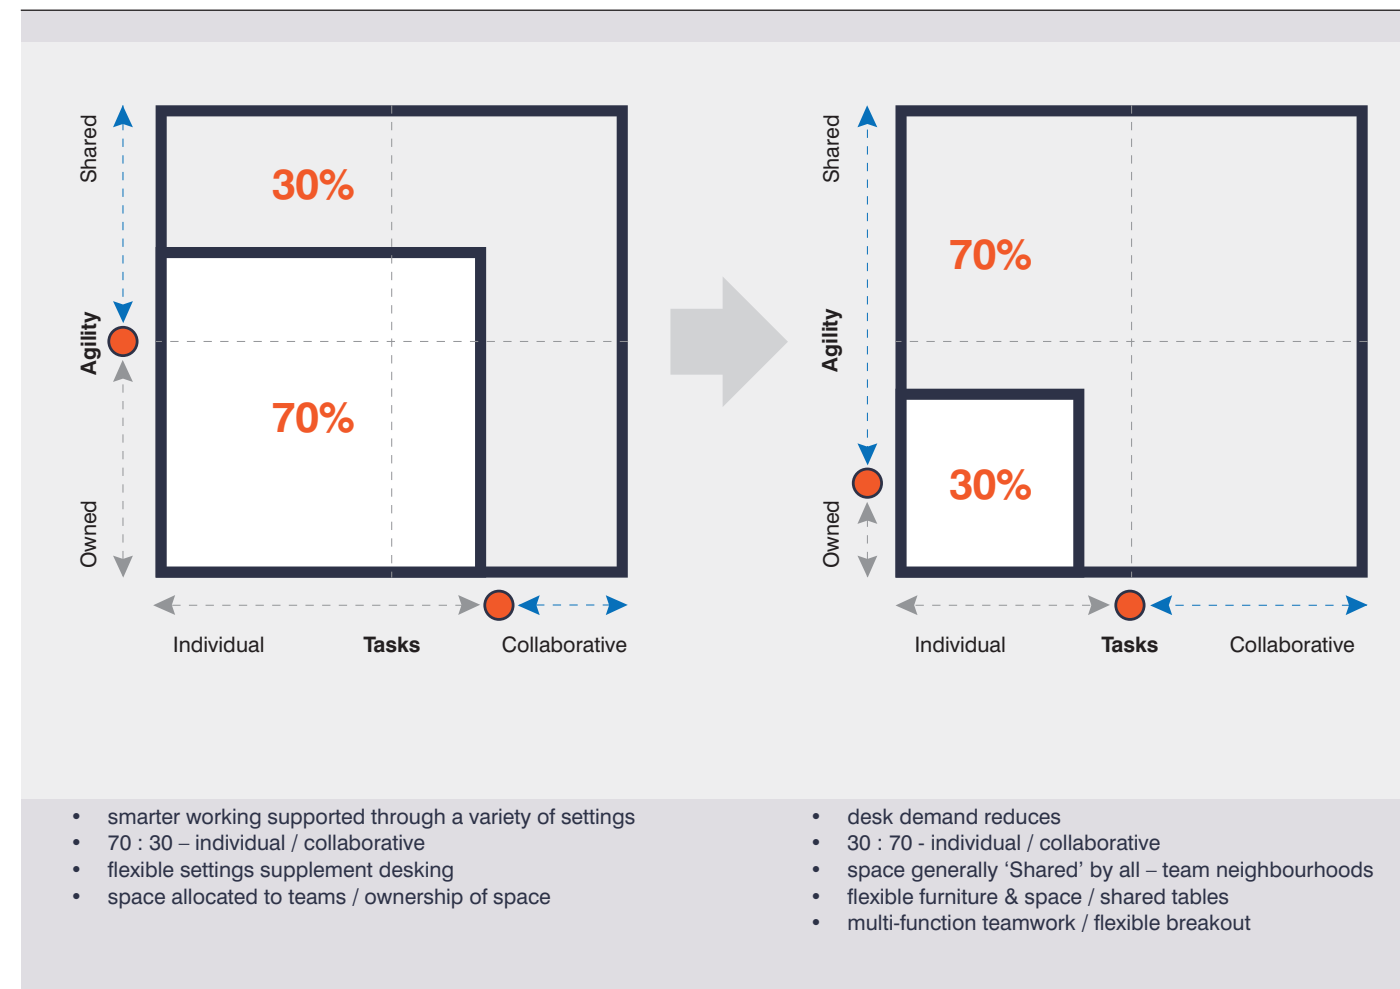 Shared
30%
Agility
70%
Owned
Individual
Tasks
Collaborative
Shared
70%
Agility
30%
Owned
Individual
Tasks
Collaborative
• smarter working supported through a variety of settings
• 70 : 30 – individual / collaborative
• flexible settings supplement desking
• space allocated to teams / ownership of space
• desk demand reduces
• 30 : 70 - individual / collaborative
• space generally ‘Shared’ by all – team neighbourhoods
• flexible furniture & space / shared tables
• multi-function teamwork / flexible breakout